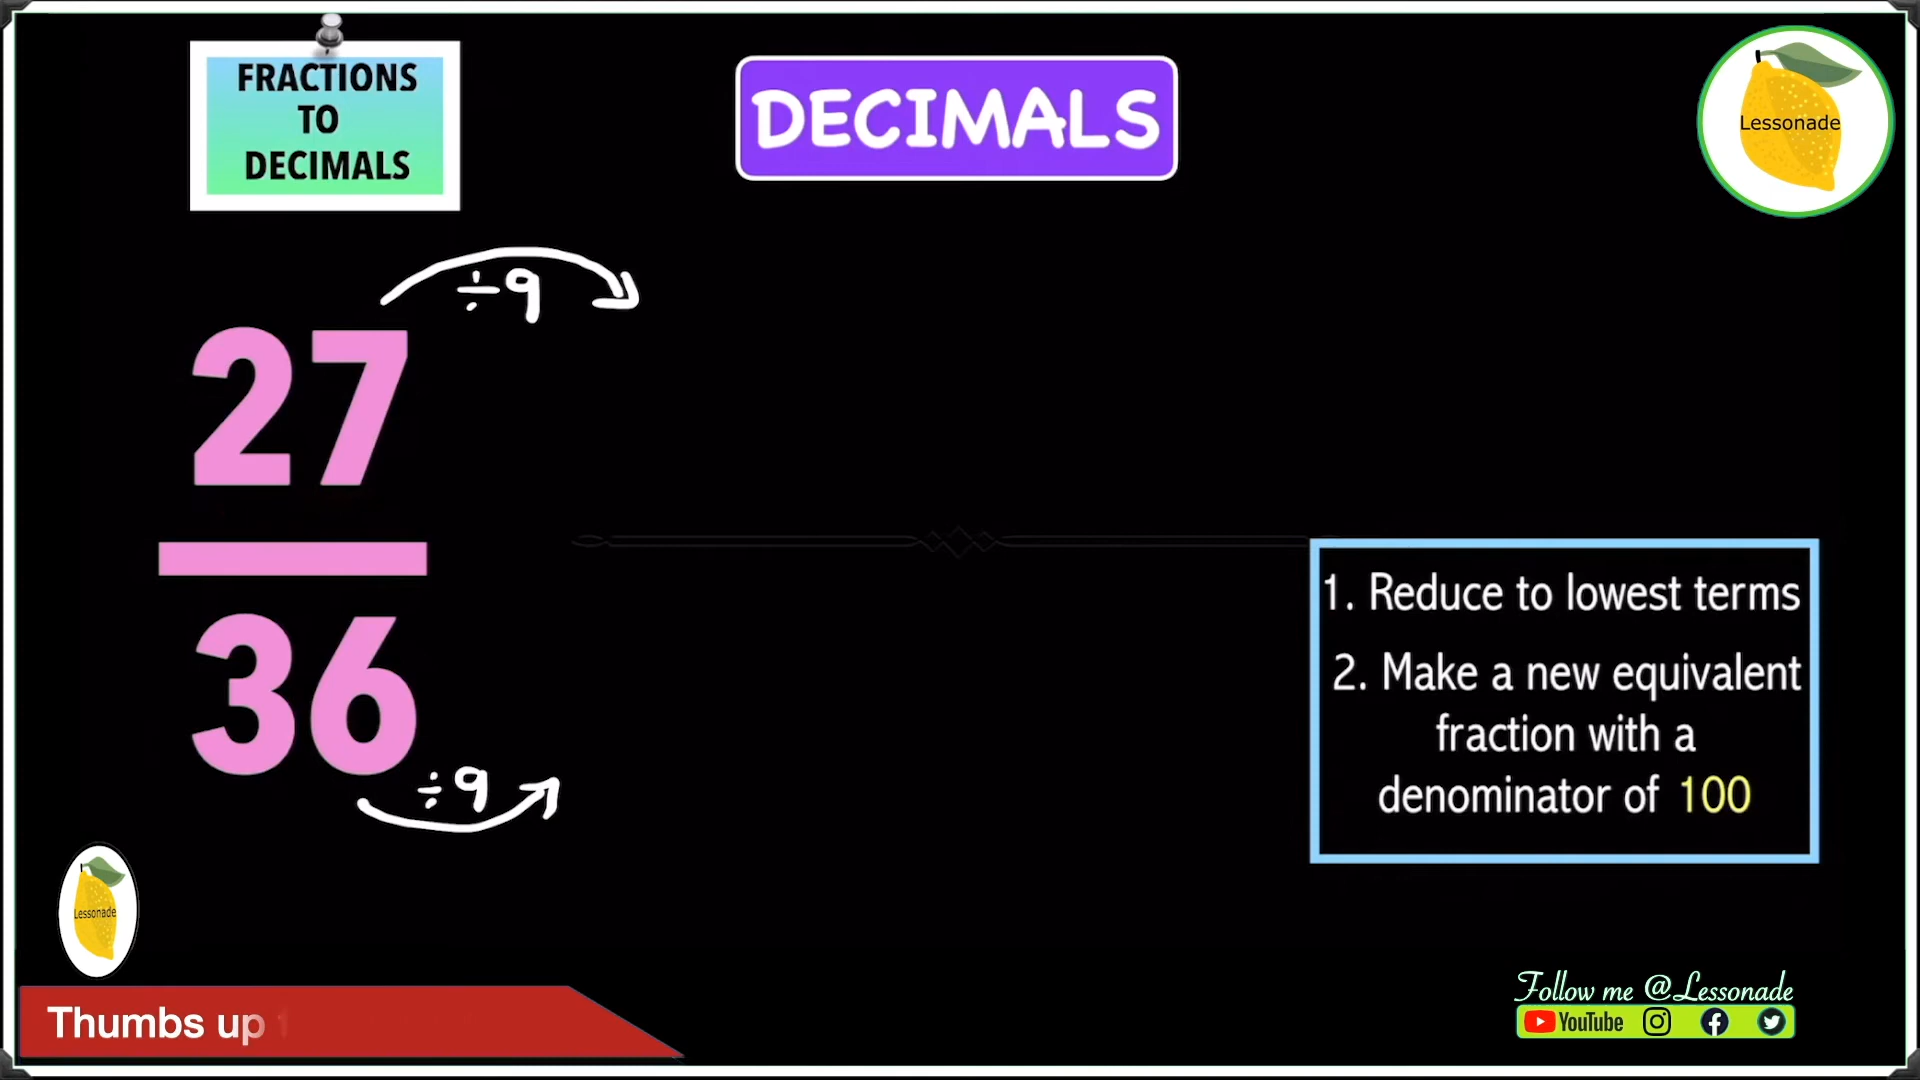 FRACTIONS
TO
DECIMALS
DECIMALS
Lessonade
÷9
27
36
÷9
1. Reduce to lowest terms
2. Make a new equivalent
fraction with a
denominator of 100
Lessonade
Thumbs up
Follow me @Lessonade
YouTube